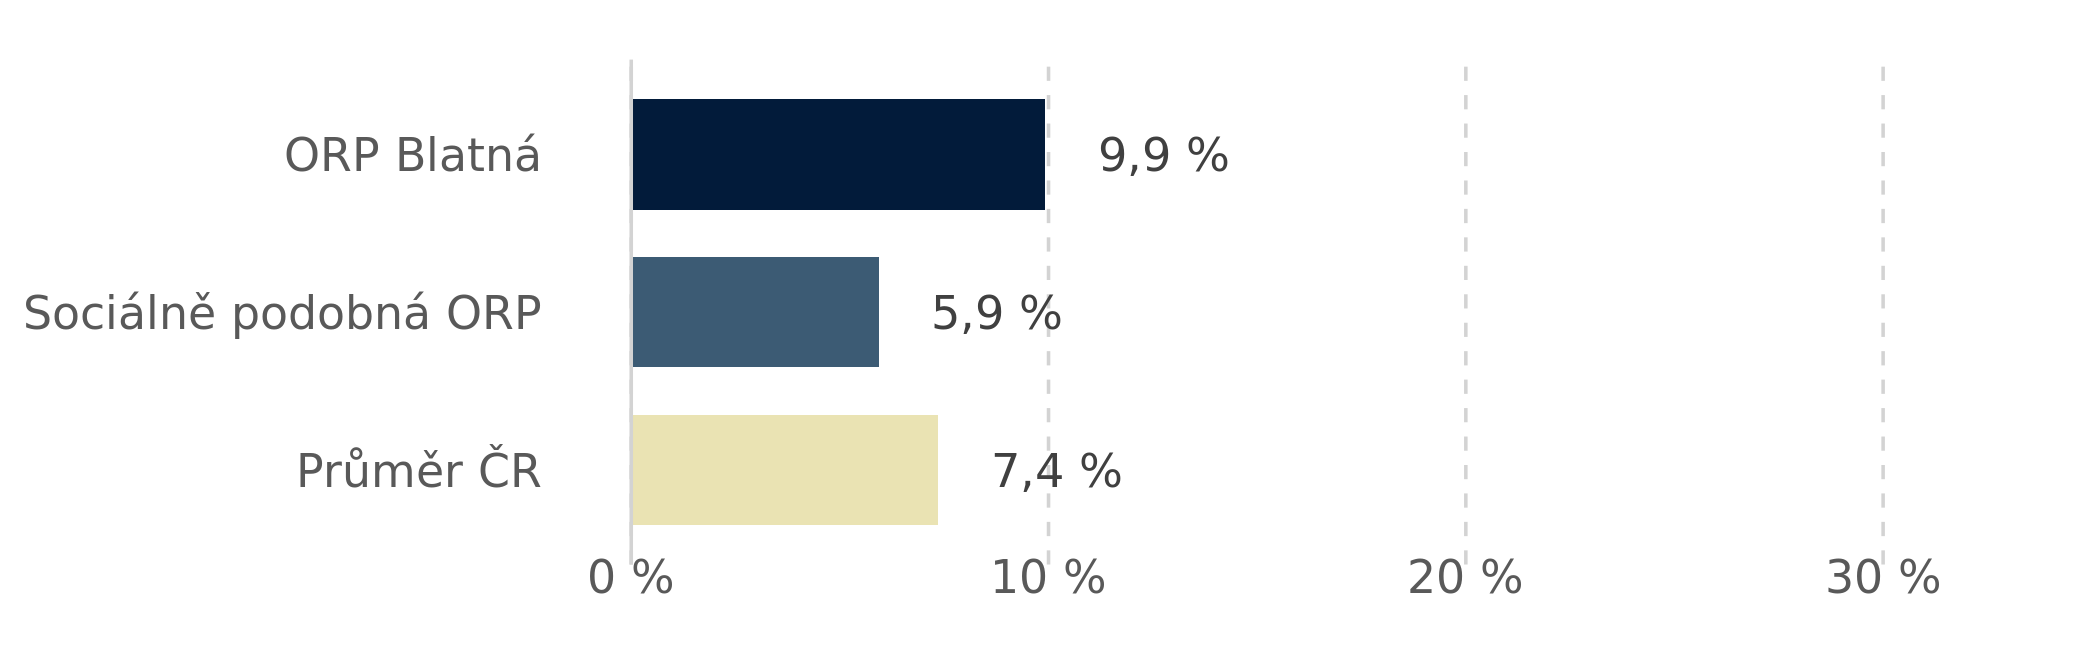 ORP Blatná 9,9 %
Sociálně podobná ORP 5,9 %
Průměr ČR 7,4 %
0 % 10 % 20 % 30 %